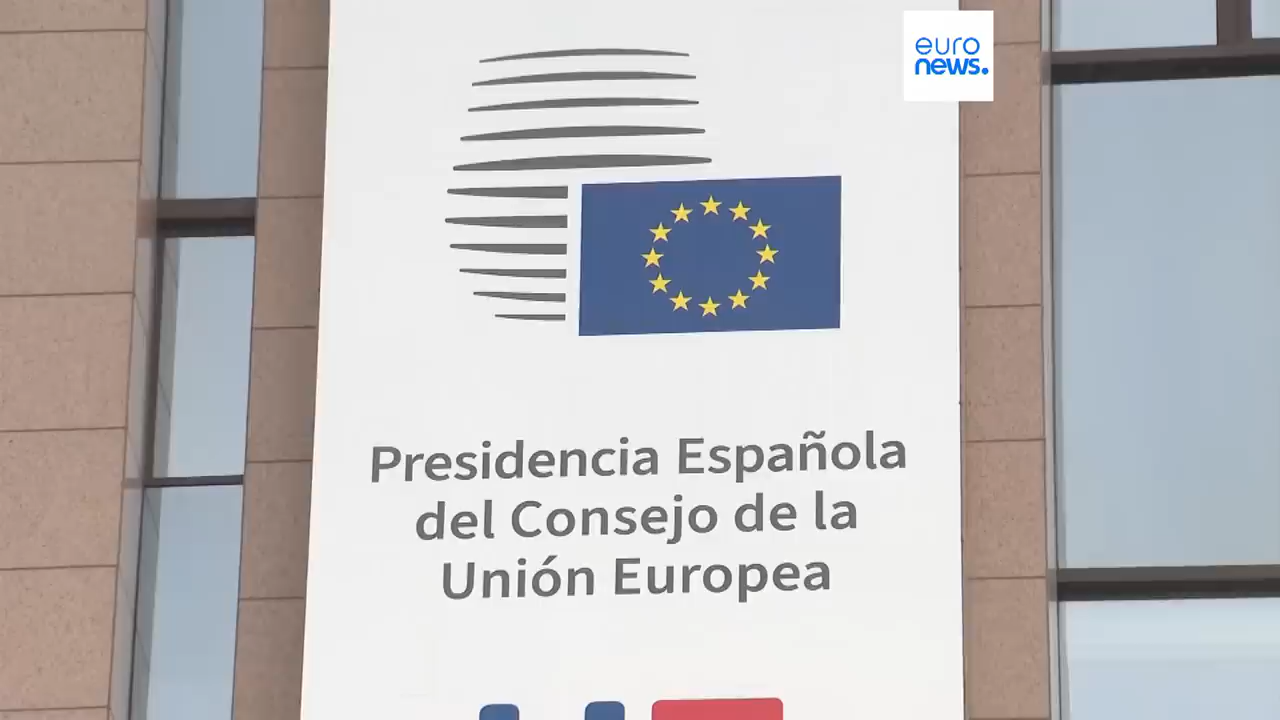 euro
news.
Presidencia Española
del Consejo de la
Unión Europea